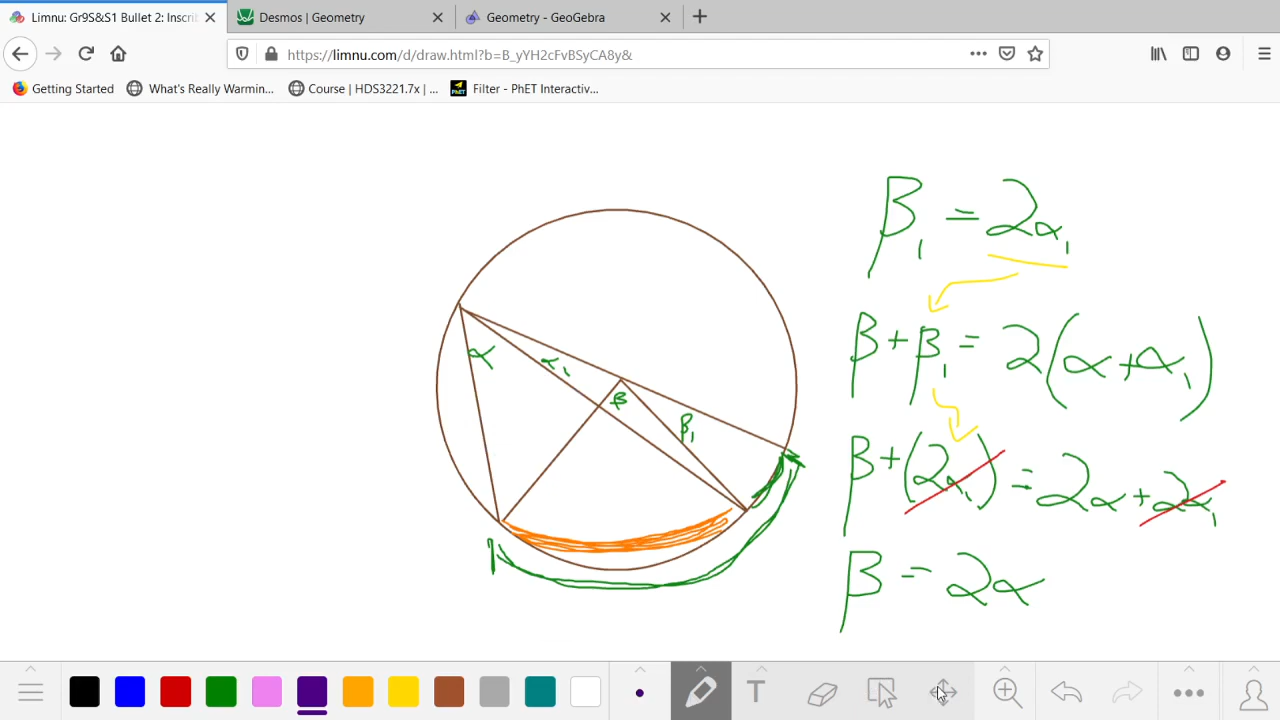 Limnu: Gr9S&S1 Bullet 2: Inscrib
Desmos | Geometry
Geometry - GeoGebra
https://limnu.com/d/draw.html?b=B_yYH2cFvBSyCA8y&
Getting Started
What's Really Warmin...
Course | HDS3221.7x | ...
Filter - PhET Interactiv...
β₁ = 2α₁
β + β₁ = 2(α + α₁)
β + (2α₁) = 2α + 2α₁
β = 2α
α
α₁
β
β₁
T